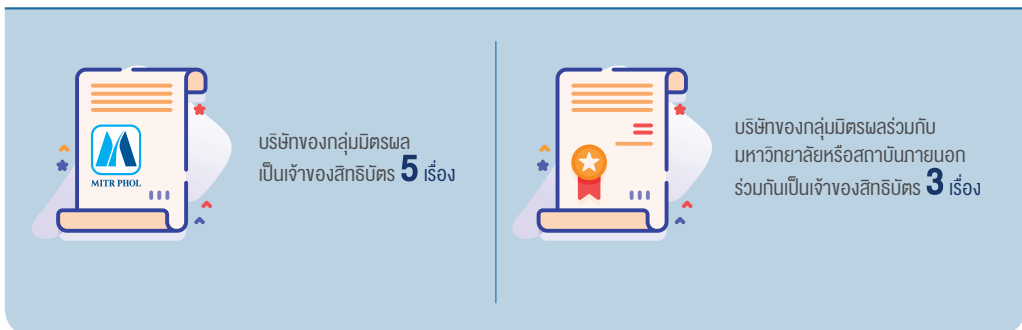 MITR PHOL
บริษัทของกลุ่มมิตรผล
เป็นเจ้าของสิทธิบัตร 5 เรื่อง
บริษัทของกลุ่มมิตรผลร่วมกับ
มหาวิทยาลัยหรือสถาบันภายนอก
ร่วมกันเป็นเจ้าของสิทธิบัตร 3 เรื่อง